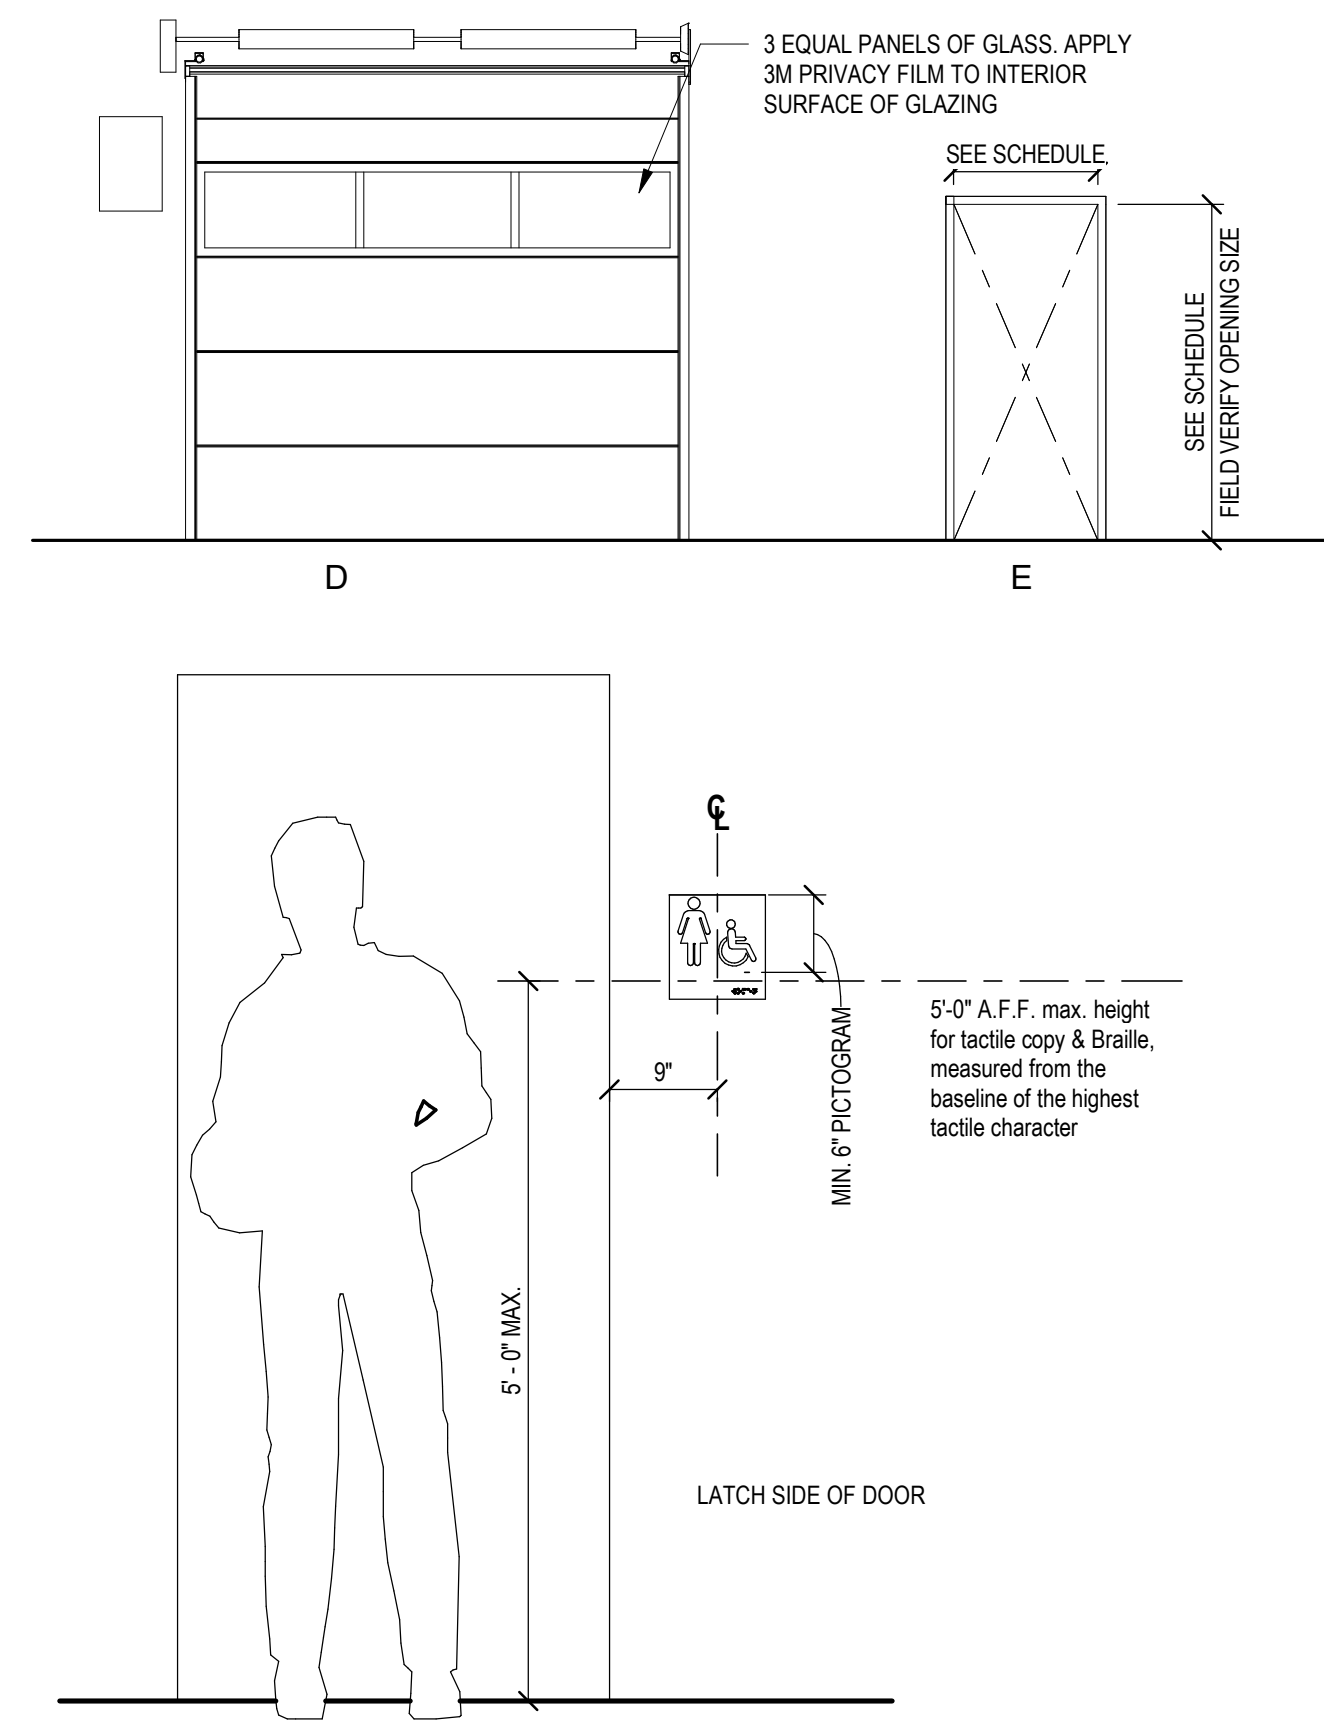 3 EQUAL PANELS OF GLASS. APPLY
3M PRIVACY FILM TO INTERIOR
SURFACE OF GLAZING
SEE SCHEDULE
SEE SCHEDULE
FIELD VERIFY OPENING SIZE
D
E
CL
9"
MIN. 6" PICTOGRAM
5'-0" A.F.F. max. height
for tactile copy & Braille,
measured from the
baseline of the highest
tactile character
5' - 0" MAX.
LATCH SIDE OF DOOR